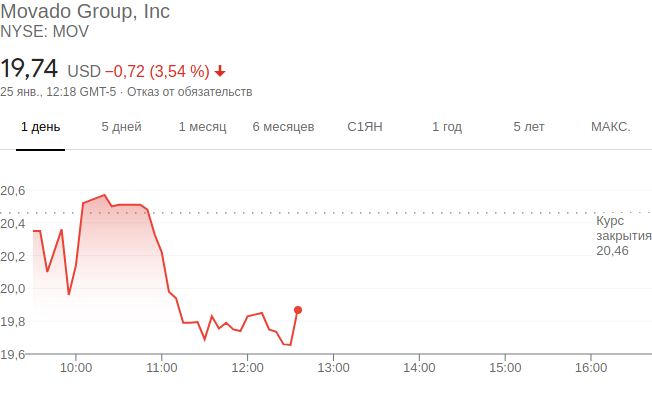 Movado Group, Inc
NYSE: MOV
19,74 USD −0,72 (3,54 %)
25 янв., 12:18 GMT-5 · Отказ от обязательств
1 день 5 дней 1 месяц 6 месяцев С1ЯН 1 год 5 лет МАКС.
20,6
20,4
20,2
20,0
19,8
19,6
Курс
закрытия
20,46
10:00 11:00 12:00 13:00 14:00 15:00 16:00